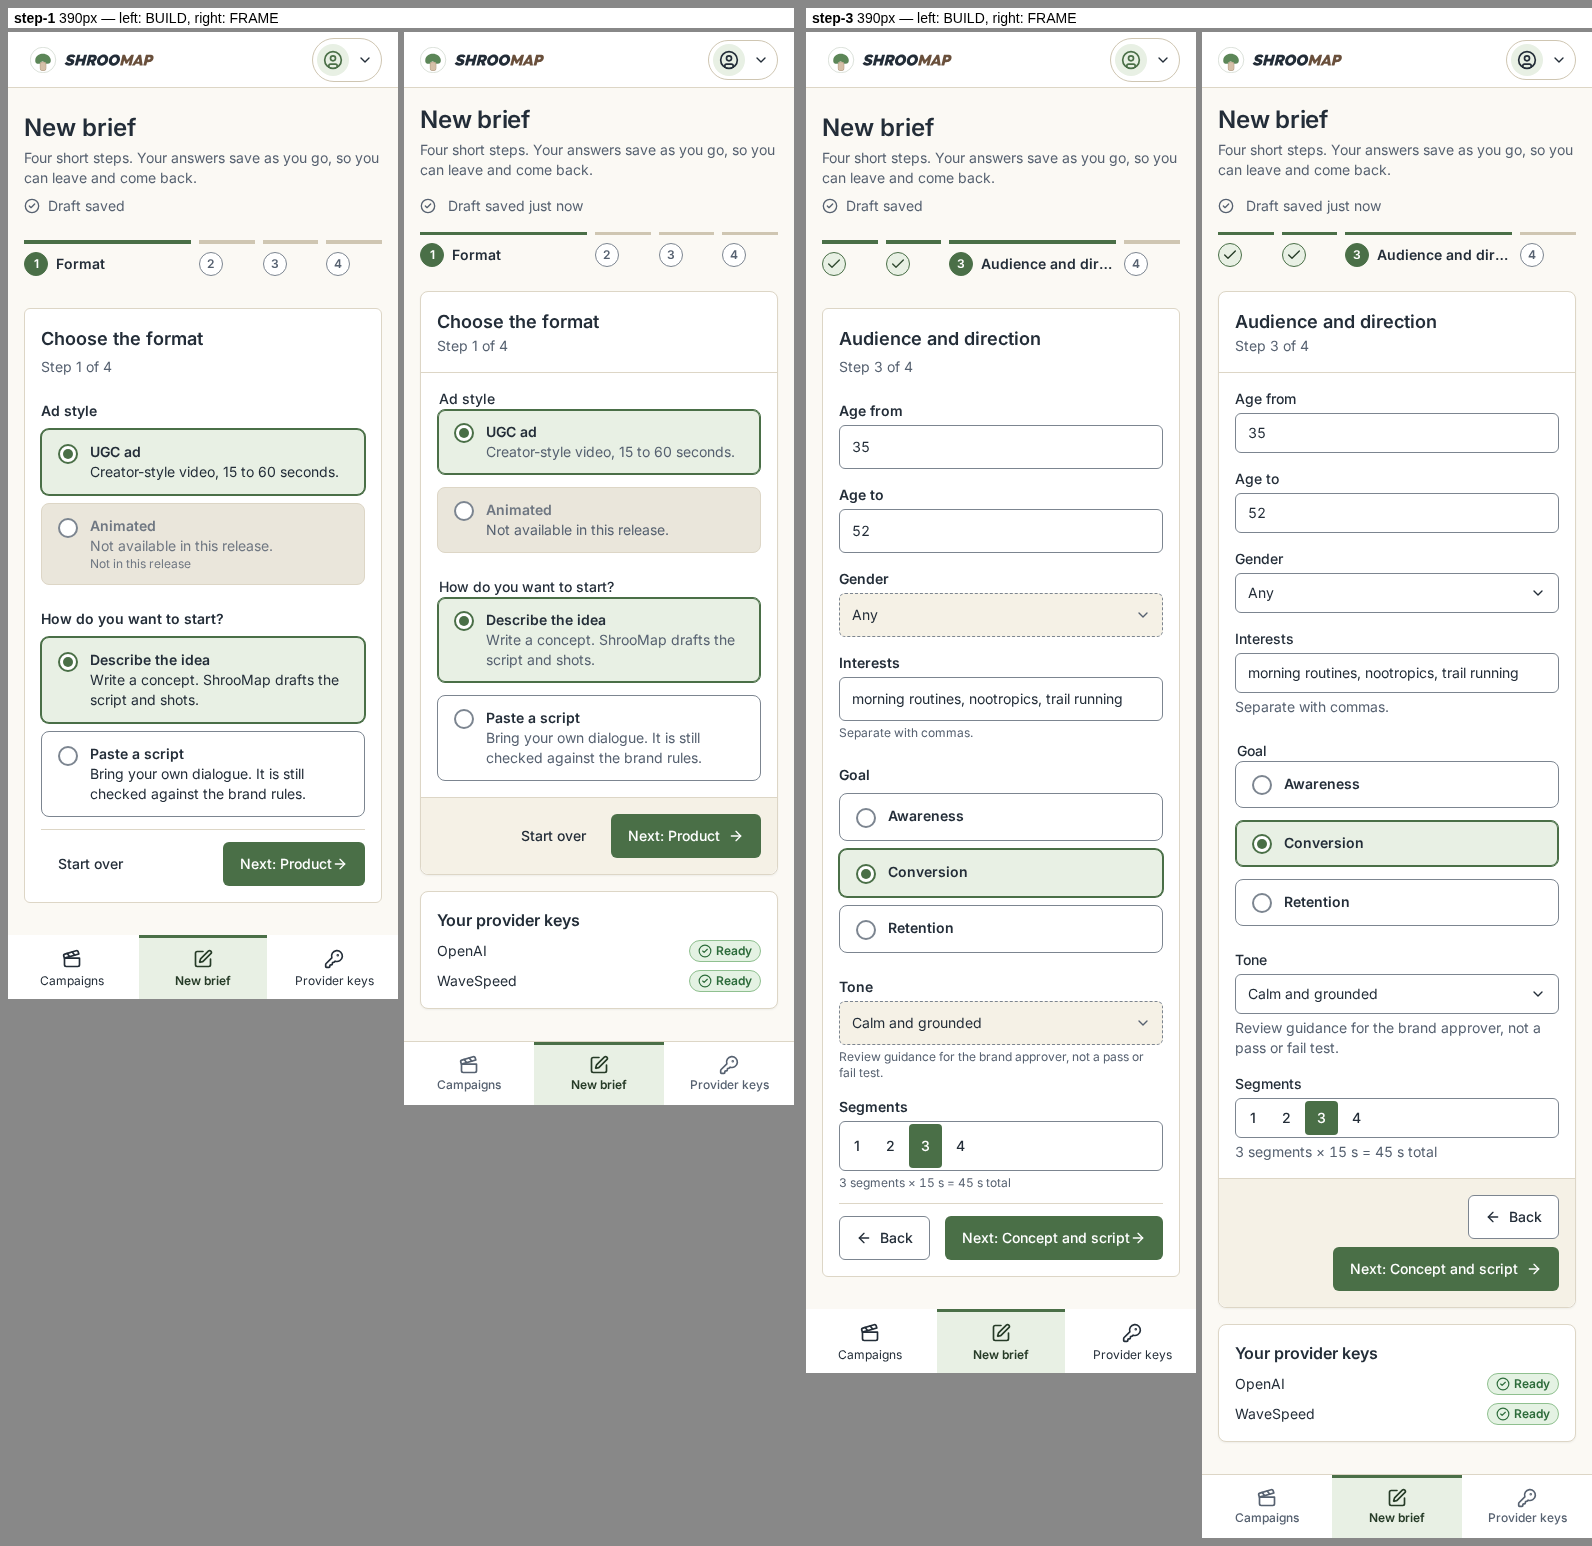 step-1 390px — left: BUILD, right: FRAME
SHROOMAP
New brief
Four short steps. Your answers save as you go, so you
can leave and come back.
Draft saved
1 Format 2 3 4
Choose the format
Step 1 of 4
Ad style
UGC ad
Creator-style video, 15 to 60 seconds.
Animated
Not available in this release.
Not in this release
How do you want to start?
Describe the idea
Write a concept. ShrooMap drafts the
script and shots.
Paste a script
Bring your own dialogue. It is still
checked against the brand rules.
Start over Next: Product
Campaigns New brief Provider keys
SHROOMAP
New brief
Four short steps. Your answers save as you go, so you
can leave and come back.
Draft saved just now
1 Format 2 3 4
Choose the format
Step 1 of 4
Ad style
UGC ad
Creator-style video, 15 to 60 seconds.
Animated
Not available in this release.
How do you want to start?
Describe the idea
Write a concept. ShrooMap drafts the
script and shots.
Paste a script
Bring your own dialogue. It is still
checked against the brand rules.
Start over Next: Product
Your provider keys
OpenAI Ready
WaveSpeed Ready
Campaigns New brief Provider keys
step-3 390px — left: BUILD, right: FRAME
SHROOMAP
New brief
Four short steps. Your answers save as you go, so you
can leave and come back.
Draft saved
3 Audience and dir... 4
Audience and direction
Step 3 of 4
Age from
35
Age to
52
Gender
Any
Interests
morning routines, nootropics, trail running
Separate with commas.
Goal
Awareness
Conversion
Retention
Tone
Calm and grounded
Review guidance for the brand approver, not a pass or
fail test.
Segments
1 2 3 4
3 segments × 15 s = 45 s total
Back Next: Concept and script
Campaigns New brief Provider keys
SHROOMAP
New brief
Four short steps. Your answers save as you go, so you
can leave and come back.
Draft saved just now
3 Audience and dir... 4
Audience and direction
Step 3 of 4
Age from
35
Age to
52
Gender
Any
Interests
morning routines, nootropics, trail running
Separate with commas.
Goal
Awareness
Conversion
Retention
Tone
Calm and grounded
Review guidance for the brand approver, not a
pass or fail test.
Segments
1 2 3 4
3 segments × 15 s = 45 s total
Back
Next: Concept and script
Your provider keys
OpenAI Ready
WaveSpeed Ready
Campaigns New brief Provider keys